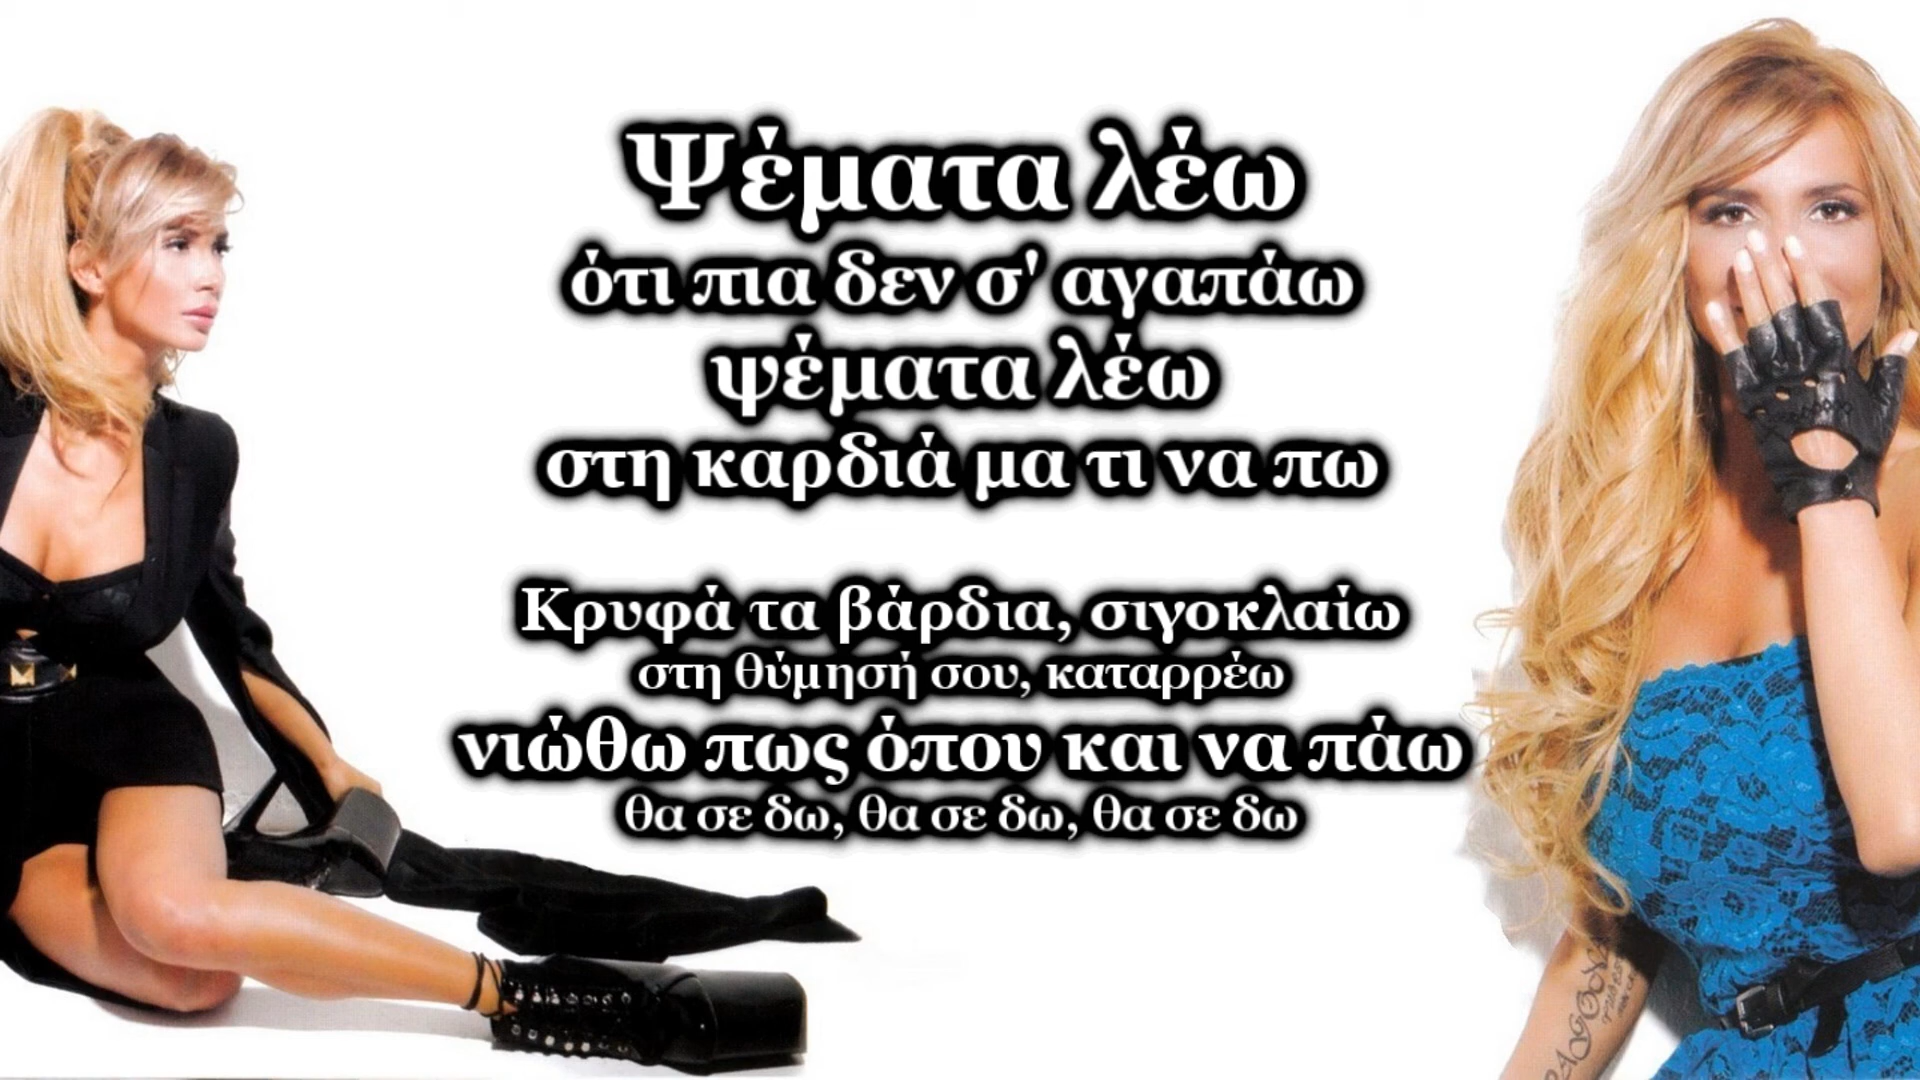 Ψέματα λέω
ότι πια δεν σ' αγαπάω
ψέματα λέω
στη καρδιά μα τι να πω
Κρυφά τα βάρδια, σιγοκλαίω
στη θύμησή σου, καταρρέω
νιώθω πως όπου και να πάω
θα σε δω, θα σε δω, θα σε δω